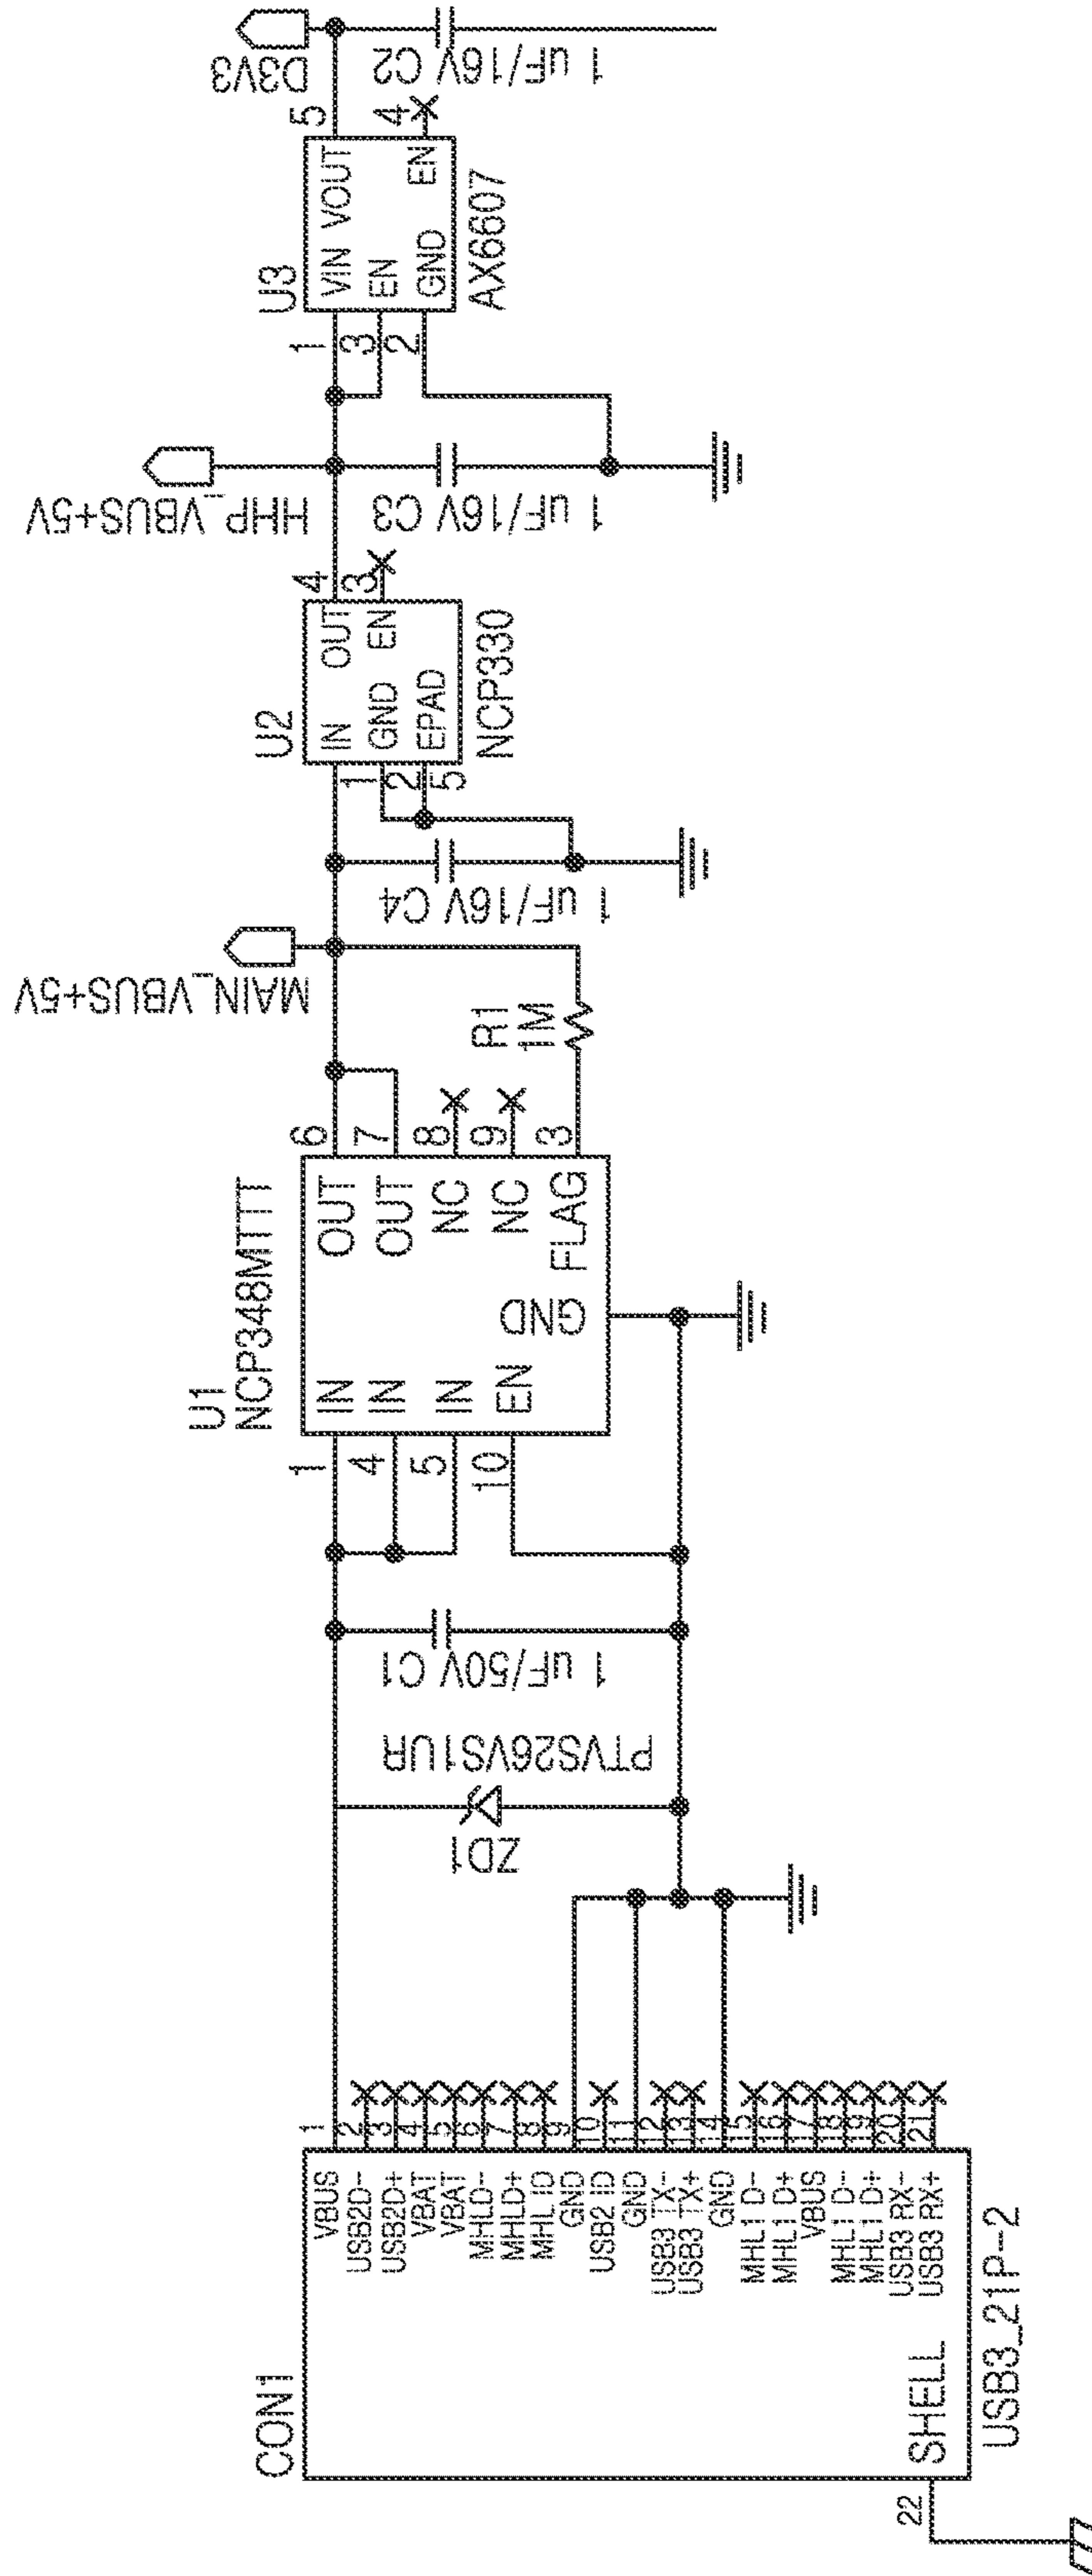 CON1
VBUS 1
USB2D- 2
USB2D+ 3
VBAT 4
VBAT 5
MHLD- 6
MHLD+ 7
MHL ID 8
GND 9
USB2 ID 10
GND 11
USB3 TX- 12
USB3 TX+ 13
GND 14
MHL1 D- 15
MHL1 D+ 16
VBUS 17
MHL1 D- 18
MHL1 D+ 19
USB3 RX- 20
USB3 RX+ 21
SHELL
22
USB3_21P-2
ZD1
PTVS26VS1UR
1 uF/50V C1
U1
NCP348MTTT
1 IN
4 IN
5 IN
10 EN
GND
OUT 6
OUT 7
NC 8
NC 9
FLAG 3
R1
1M
MAIN_VBUS+5V
1 uF/16V C4
U2
1 IN
2 GND
5 EPAD
OUT 4
EN 3
NCP330
HHP_VBUS+5V
1 uF/16V C3
U3
1 VIN
3 EN
2 GND
VOUT 5
EN 4
AX6607
D3V3
1 uF/16V C2